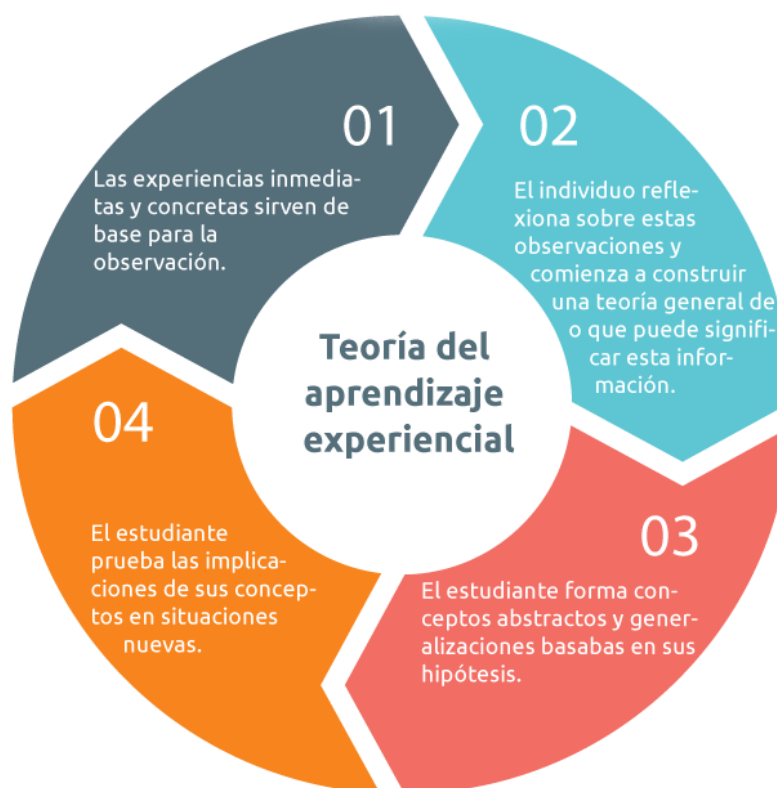 01
Las experiencias inmedia-
tas y concretas sirven de
base para la
observación.
02
El individuo refle-
xiona sobre estas
observaciones y
comienza a construir
una teoría general de
o que puede signifi-
car esta infor-
mación.
Teoría del
aprendizaje
experiencial
03
El estudiante forma con-
ceptos abstractos y gener-
alizaciones basabas en sus
hipótesis.
04
El estudiante
prueba las implica-
ciones de sus concep-
tos en situaciones
nuevas.